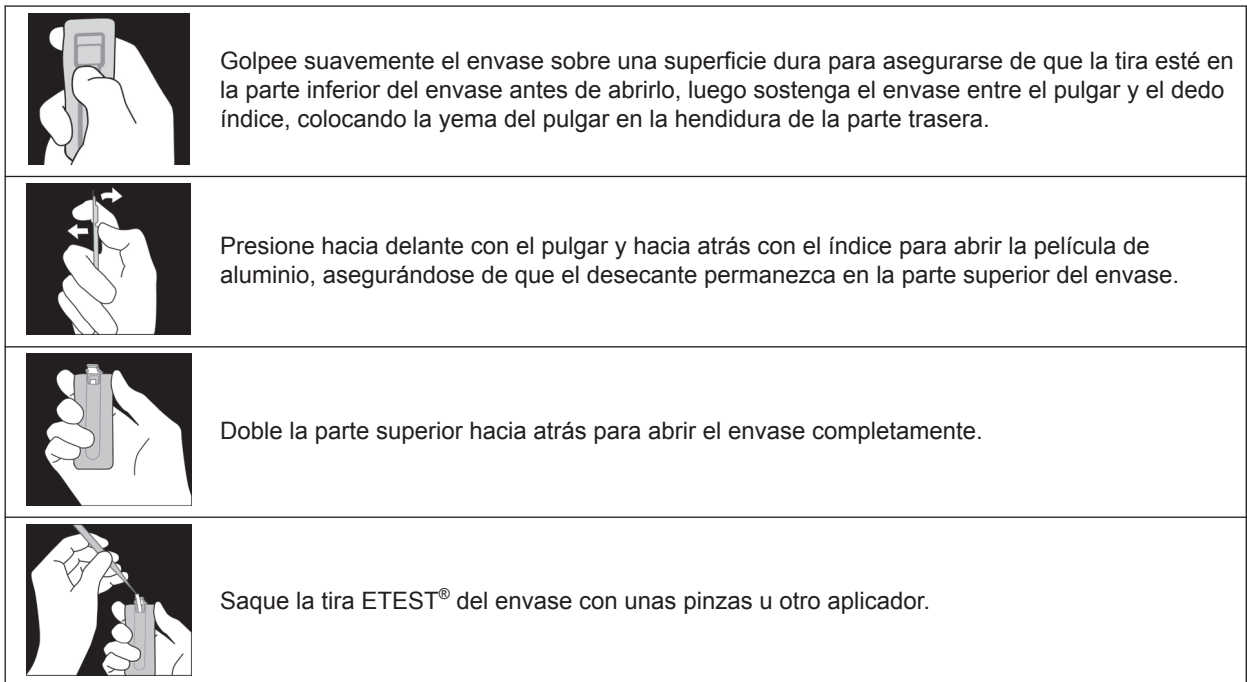 Golpee suavemente el envase sobre una superficie dura para asegurarse de que la tira esté en
la parte inferior del envase antes de abrirlo, luego sostenga el envase entre el pulgar y el dedo
índice, colocando la yema del pulgar en la hendidura de la parte trasera.
Presione hacia delante con el pulgar y hacia atrás con el índice para abrir la película de
aluminio, asegurándose de que el desecante permanezca en la parte superior del envase.
Doble la parte superior hacia atrás para abrir el envase completamente.
Saque la tira ETEST® del envase con unas pinzas u otro aplicador.